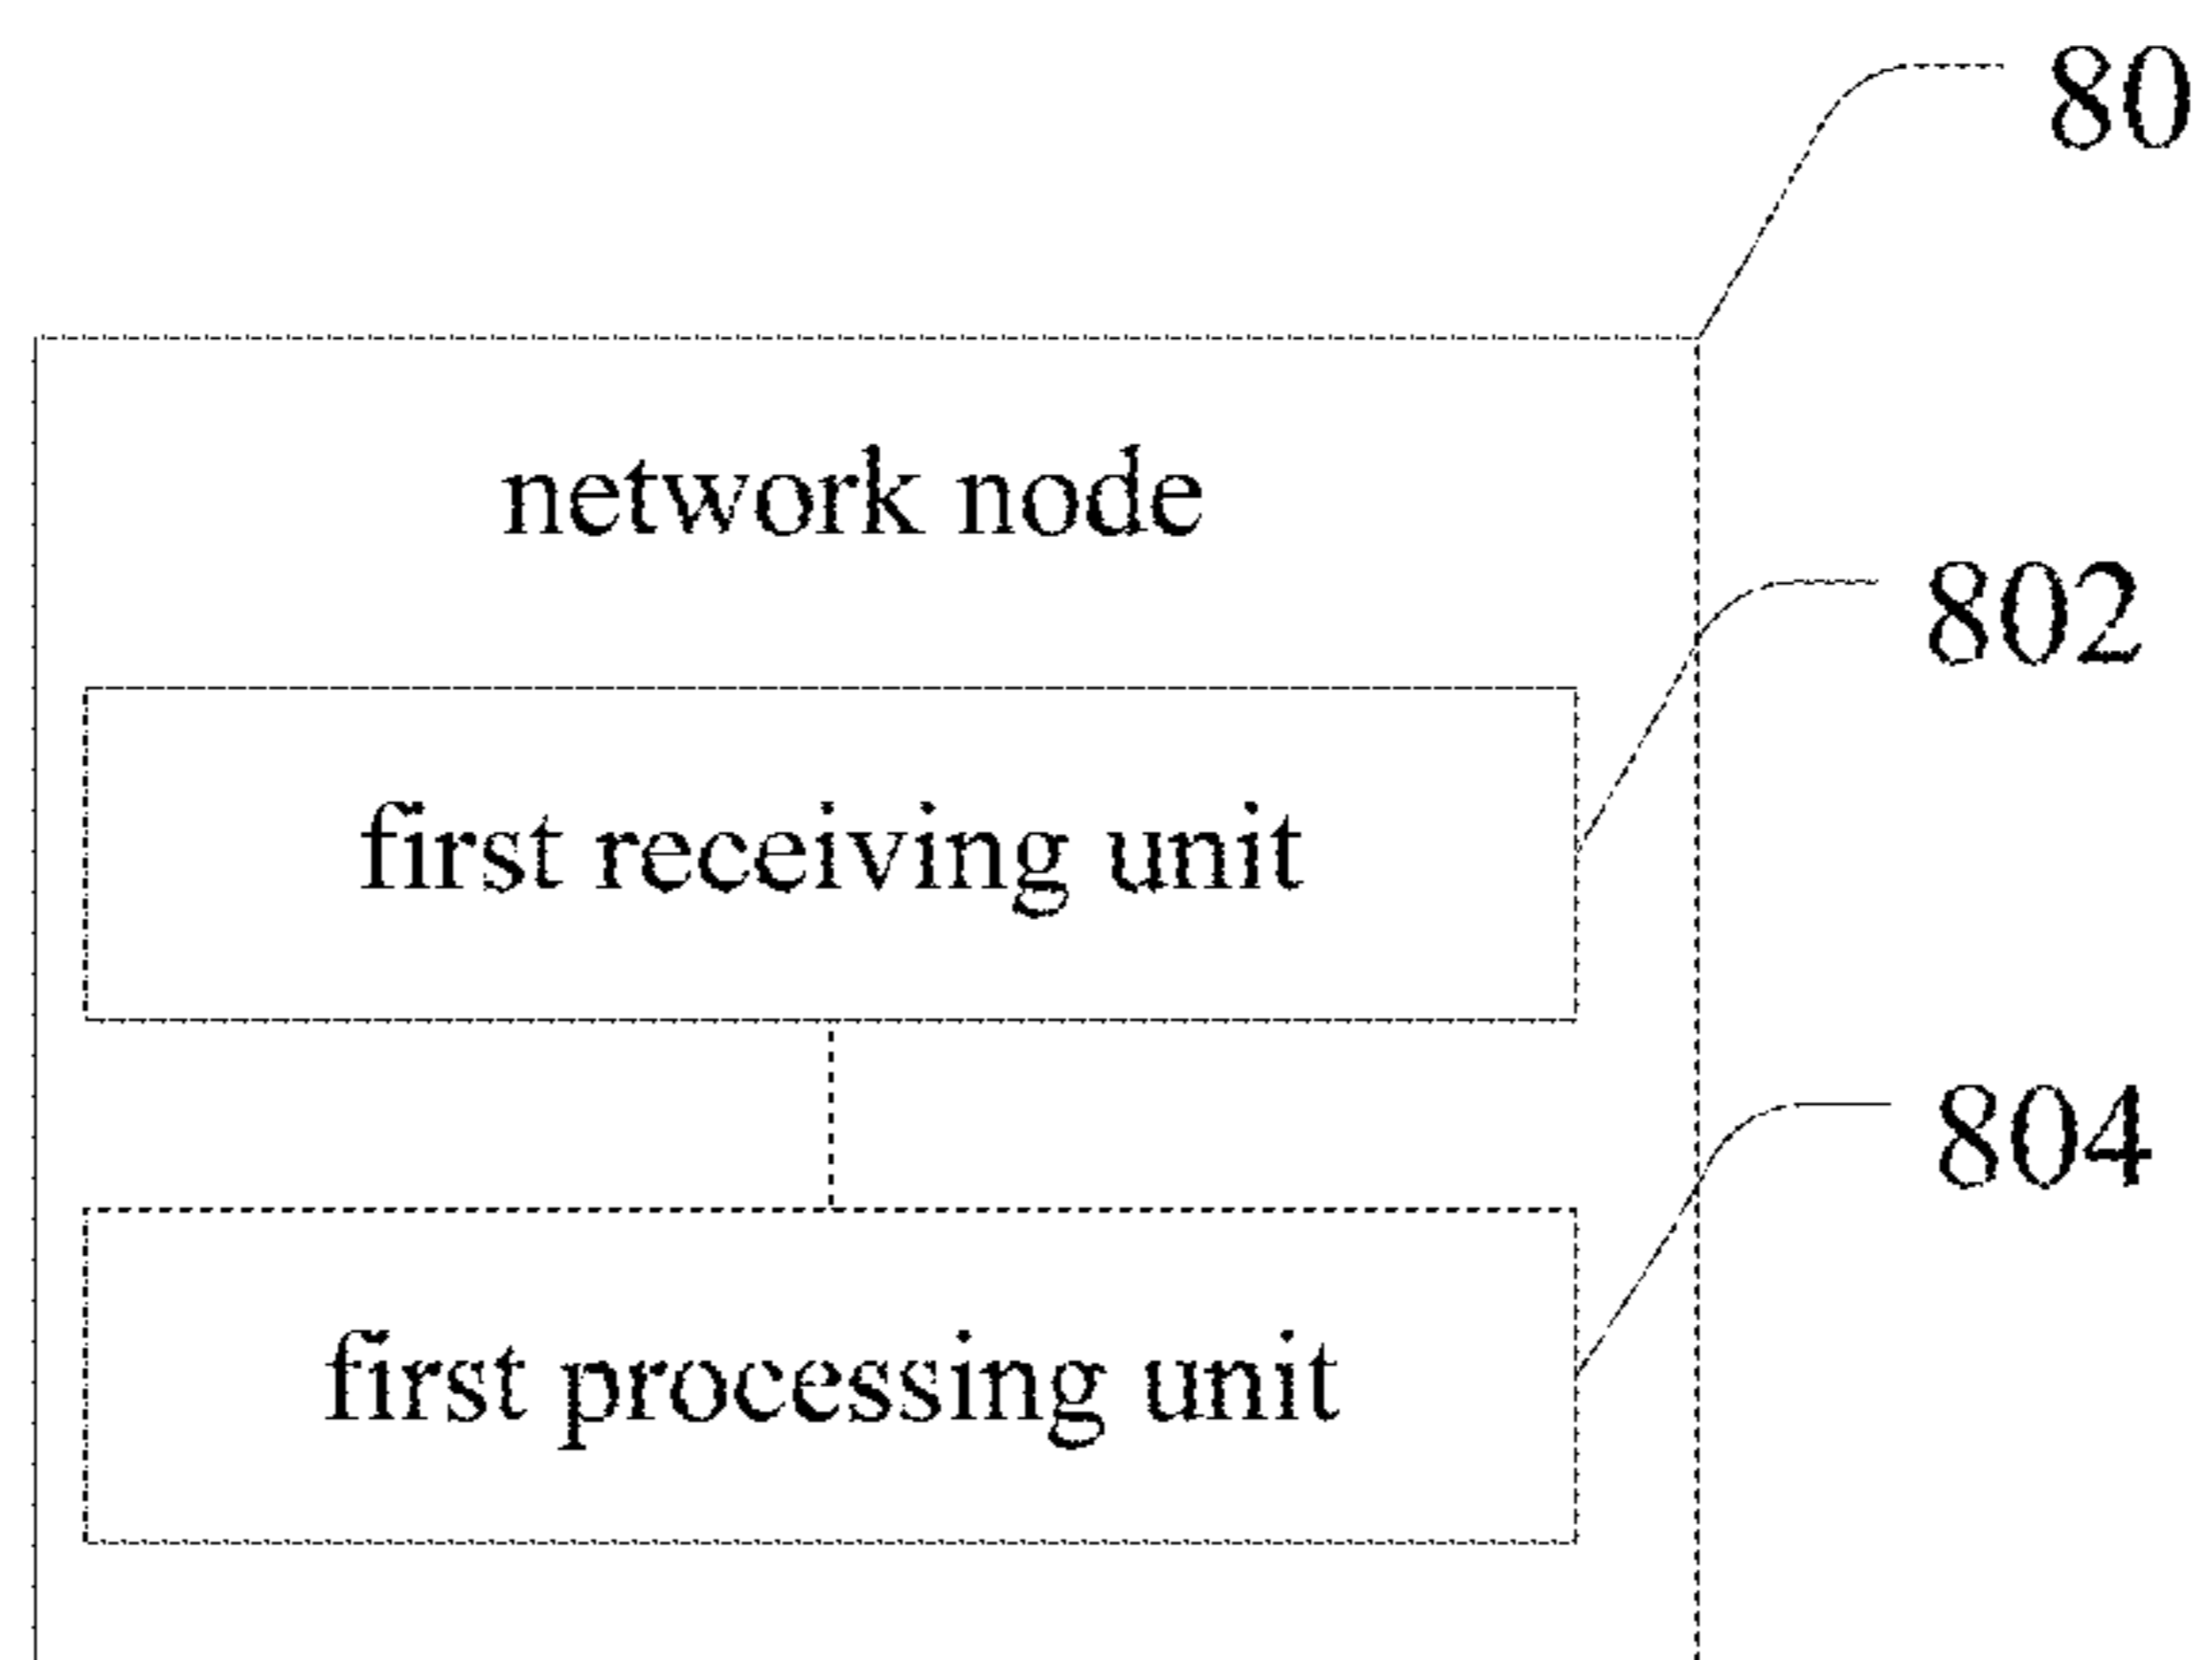 80
network node
802
first receiving unit
804
first processing unit